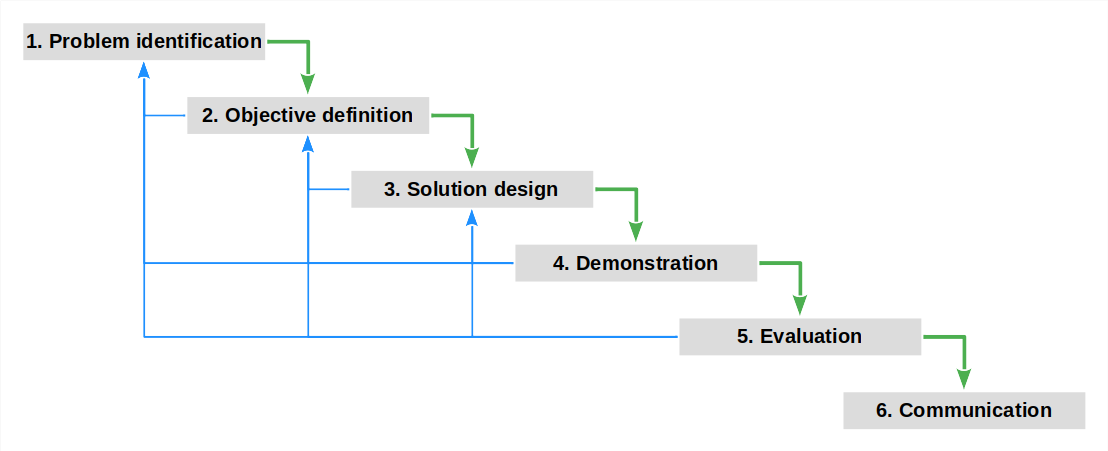 1. Problem identification
2. Objective definition
3. Solution design
4. Demonstration
5. Evaluation
6. Communication